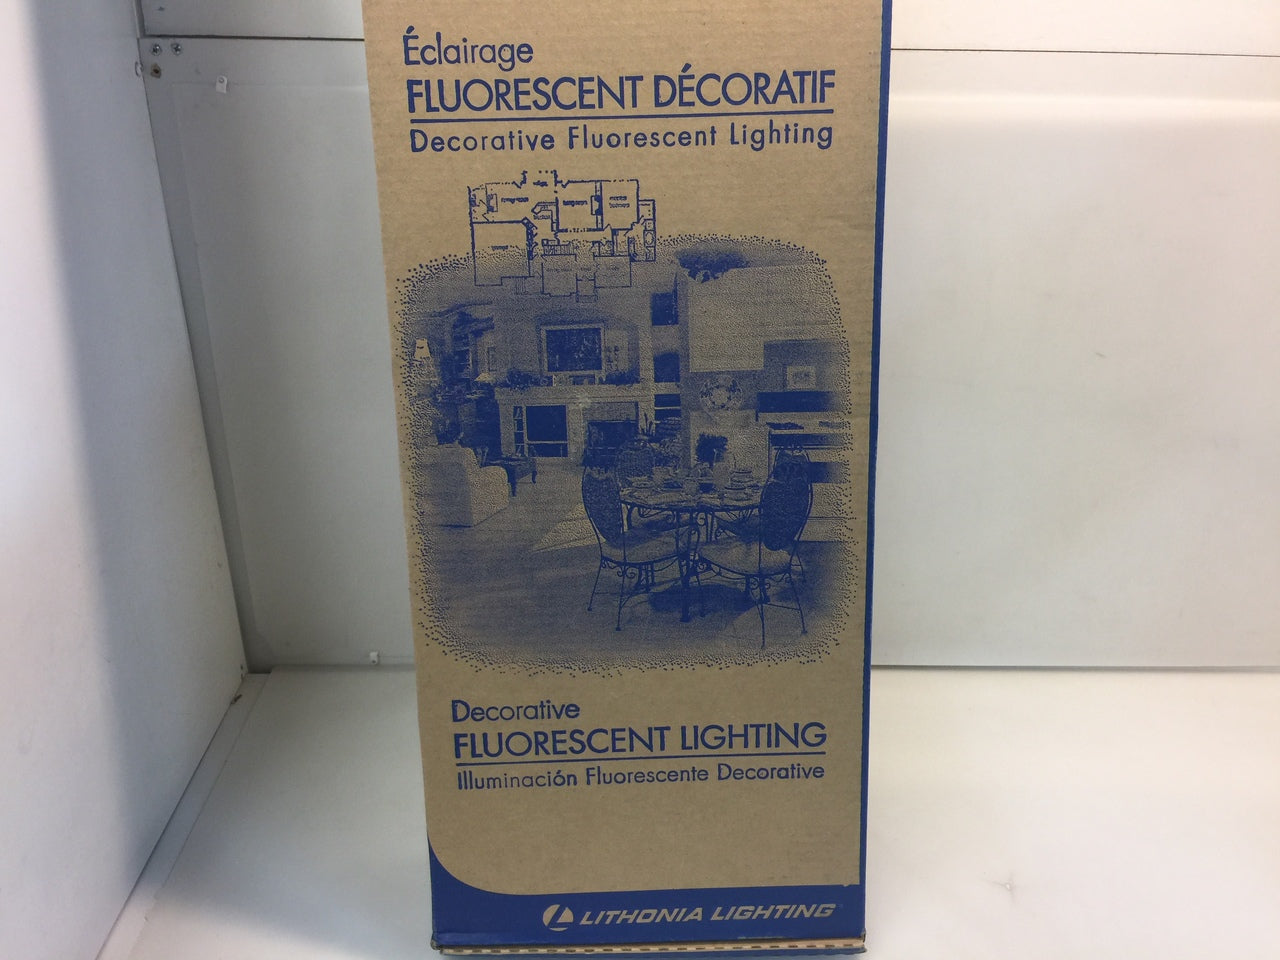 Éclairage
FLUORESCENT DÉCORATIF
Decorative Fluorescent Lighting
Decorative
FLUORESCENT LIGHTING
Illuminación Fluorescente Decorative
LITHONIA LIGHTING